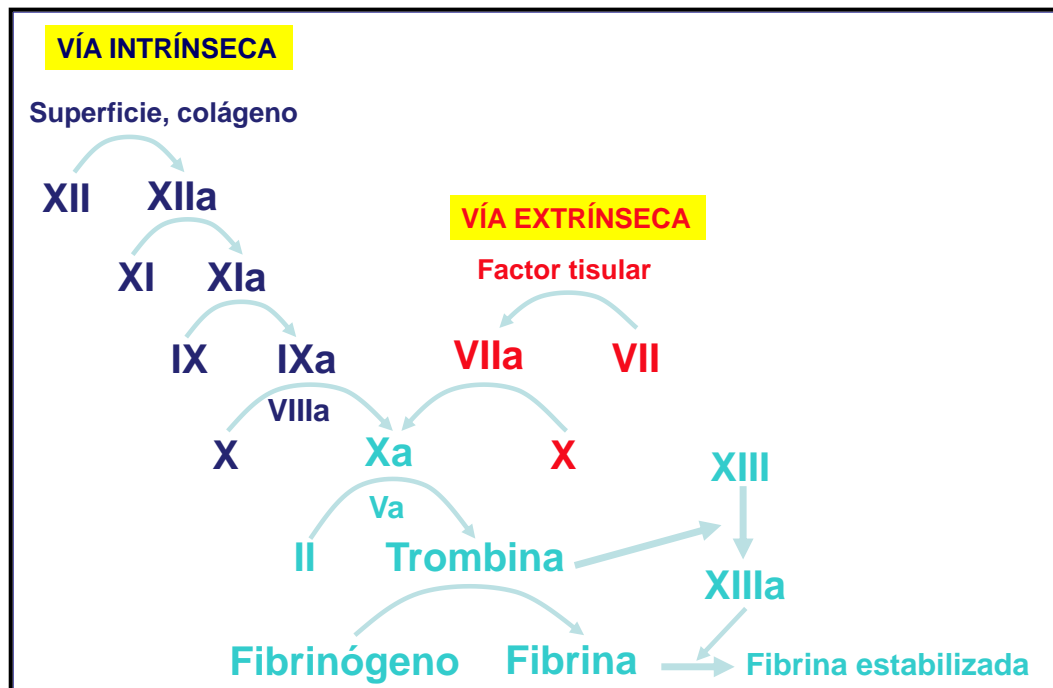 VÍA INTRÍNSECA
Superficie, colágeno
XII XIIa
VÍA EXTRÍNSECA
XI XIa
Factor tisular
IX IXa
VIIa VII
VIIIa
X Xa X
XIII
Va
II Trombina
XIIIa
Fibrinógeno Fibrina Fibrina estabilizada